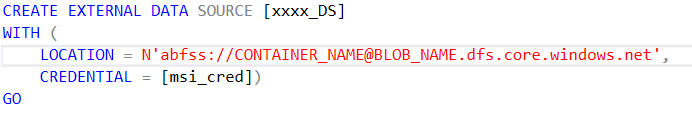 CREATE EXTERNAL DATA SOURCE [xxxx_DS]
WITH (
    LOCATION = N'abfss://CONTAINER_NAME@BLOB_NAME.dfs.core.windows.net',
    CREDENTIAL = [msi_cred])
GO